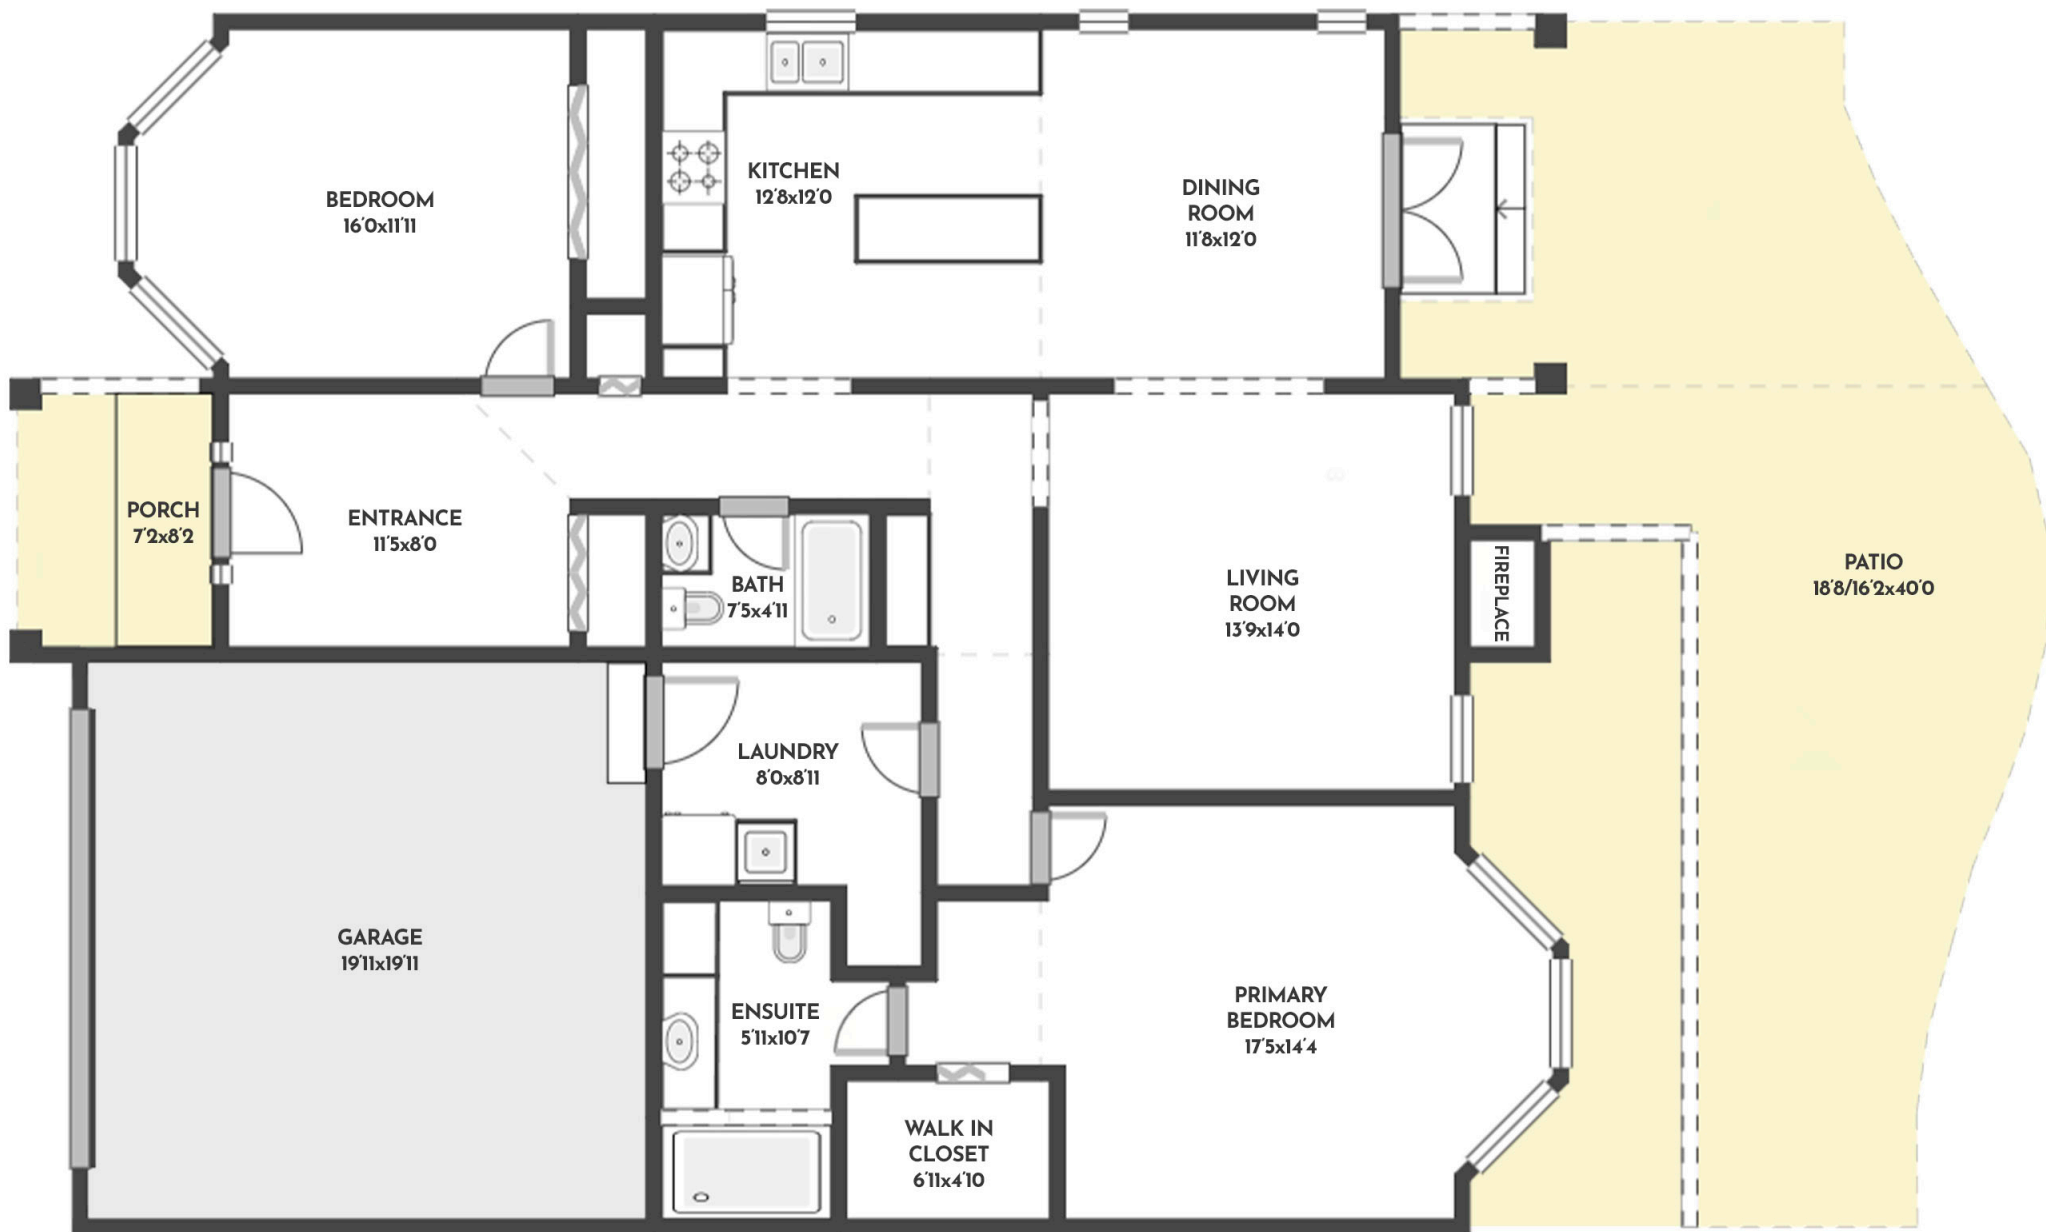 BEDROOM
16'0x11'11
KITCHEN
12'8x12'0
DINING
ROOM
11'8x12'0
PORCH
7'2x8'2
ENTRANCE
11'5x8'0
BATH
7'5x4'11
LIVING
ROOM
13'9x14'0
FIREPLACE
PATIO
18'8/16'2x40'0
LAUNDRY
8'0x8'11
GARAGE
19'11x19'11
ENSUITE
5'11x10'7
PRIMARY
BEDROOM
17'5x14'4
WALK IN
CLOSET
6'11x4'10